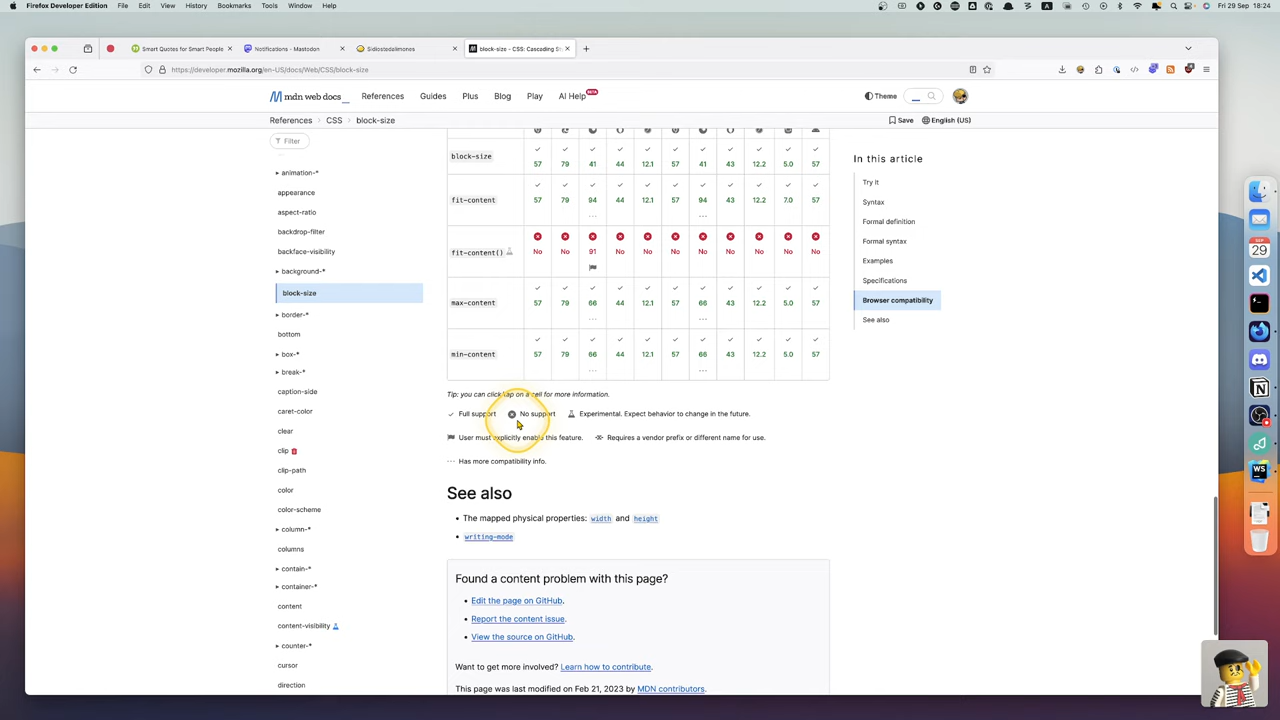 Firefox Developer Edition File Edit View History Bookmarks Tools Window Help
Fri 29 Sep 18:24
Smart Quotes for Smart People
Notifications - Mastodon
Sidiostedalimones
block-size - CSS: Cascading St
https://developer.mozilla.org/en-US/docs/Web/CSS/block-size
mdn web docs_ References Guides Plus Blog Play AI Help BETA
Theme
References CSS block-size
Save English (US)
Filter
animation-*
appearance
aspect-ratio
backdrop-filter
backface-visibility
background-*
block-size
border-*
bottom
box-*
break-*
caption-side
caret-color
clear
clip
clip-path
color
color-scheme
column-*
columns
contain-*
container-*
content
content-visibility
counter-*
cursor
direction
block-size 57 79 41 44 12.1 57 41 43 12.2 5.0 57
fit-content 57 79 94 44 12.1 57 94 43 12.2 7.0 57
fit-content() No No 91 No No No No No No No No
max-content 57 79 66 44 12.1 57 66 43 12.2 5.0 57
min-content 57 79 66 44 12.1 57 66 43 12.2 5.0 57
Tip: you can click/tap on a cell for more information.
Full support No support Experimental. Expect behavior to change in the future.
User must explicitly enable this feature. Requires a vendor prefix or different name for use.
Has more compatibility info.
See also
The mapped physical properties: width and height
writing-mode
Found a content problem with this page?
Edit the page on GitHub.
Report the content issue.
View the source on GitHub.
Want to get more involved? Learn how to contribute.
This page was last modified on Feb 21, 2023 by MDN contributors.
In this article
Try it
Syntax
Formal definition
Formal syntax
Examples
Specifications
Browser compatibility
See also
SEP
29
WS